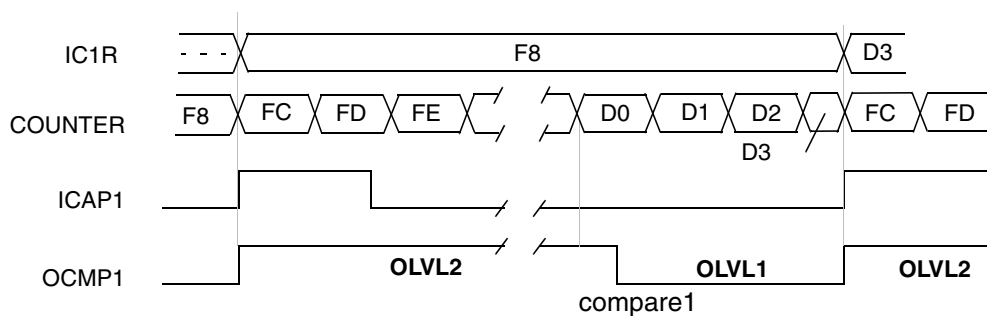 IC1R - - - - F8 D3
COUNTER F8 FC FD FE D0 D1 D2 FC FD
D3
ICAP1
OCMP1 OLVL2 OLVL1 OLVL2
compare1